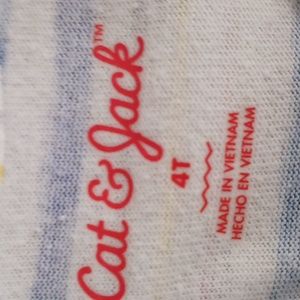 Cat & Jack™
4T
MADE IN VIETNAM
HECHO EN VIETNAM